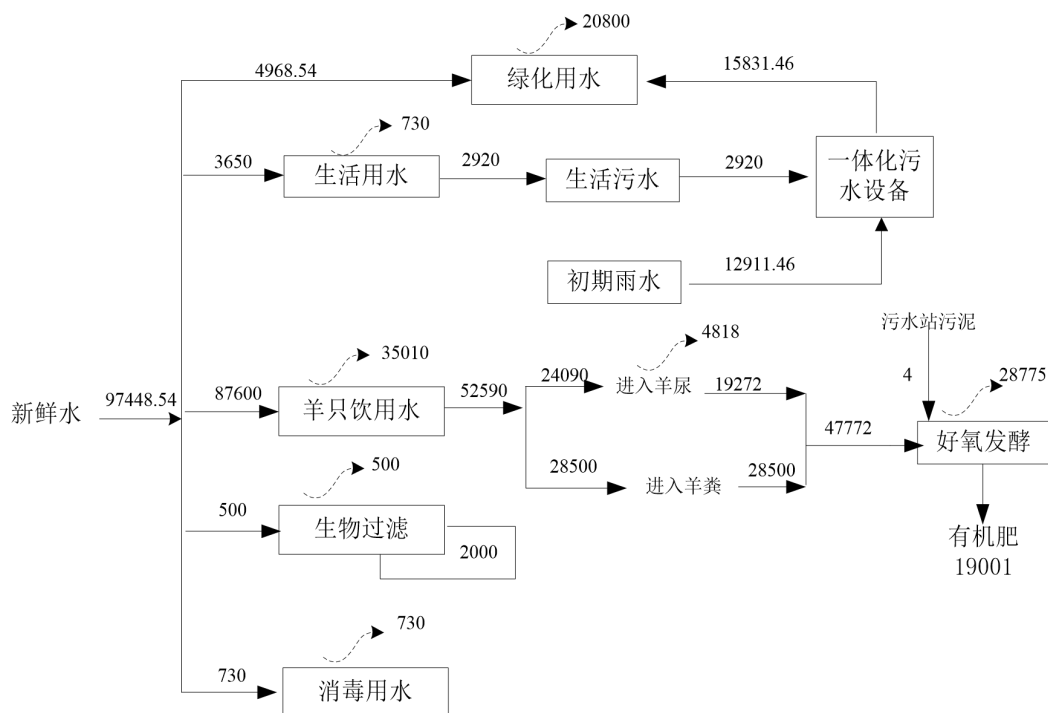 20800
4968.54
绿化用水
15831.46
730
3650
生活用水
2920
生活污水
2920
一体化污
水设备
初期雨水
12911.46
污水站污泥
4818
35010
4
28775
新鲜水
97448.54
87600
羊只饮用水
52590
24090
进入羊尿
19272
47772
好氧发酵
28500
进入羊粪
28500
500
500
生物过滤
2000
有机肥
19001
730
730
消毒用水